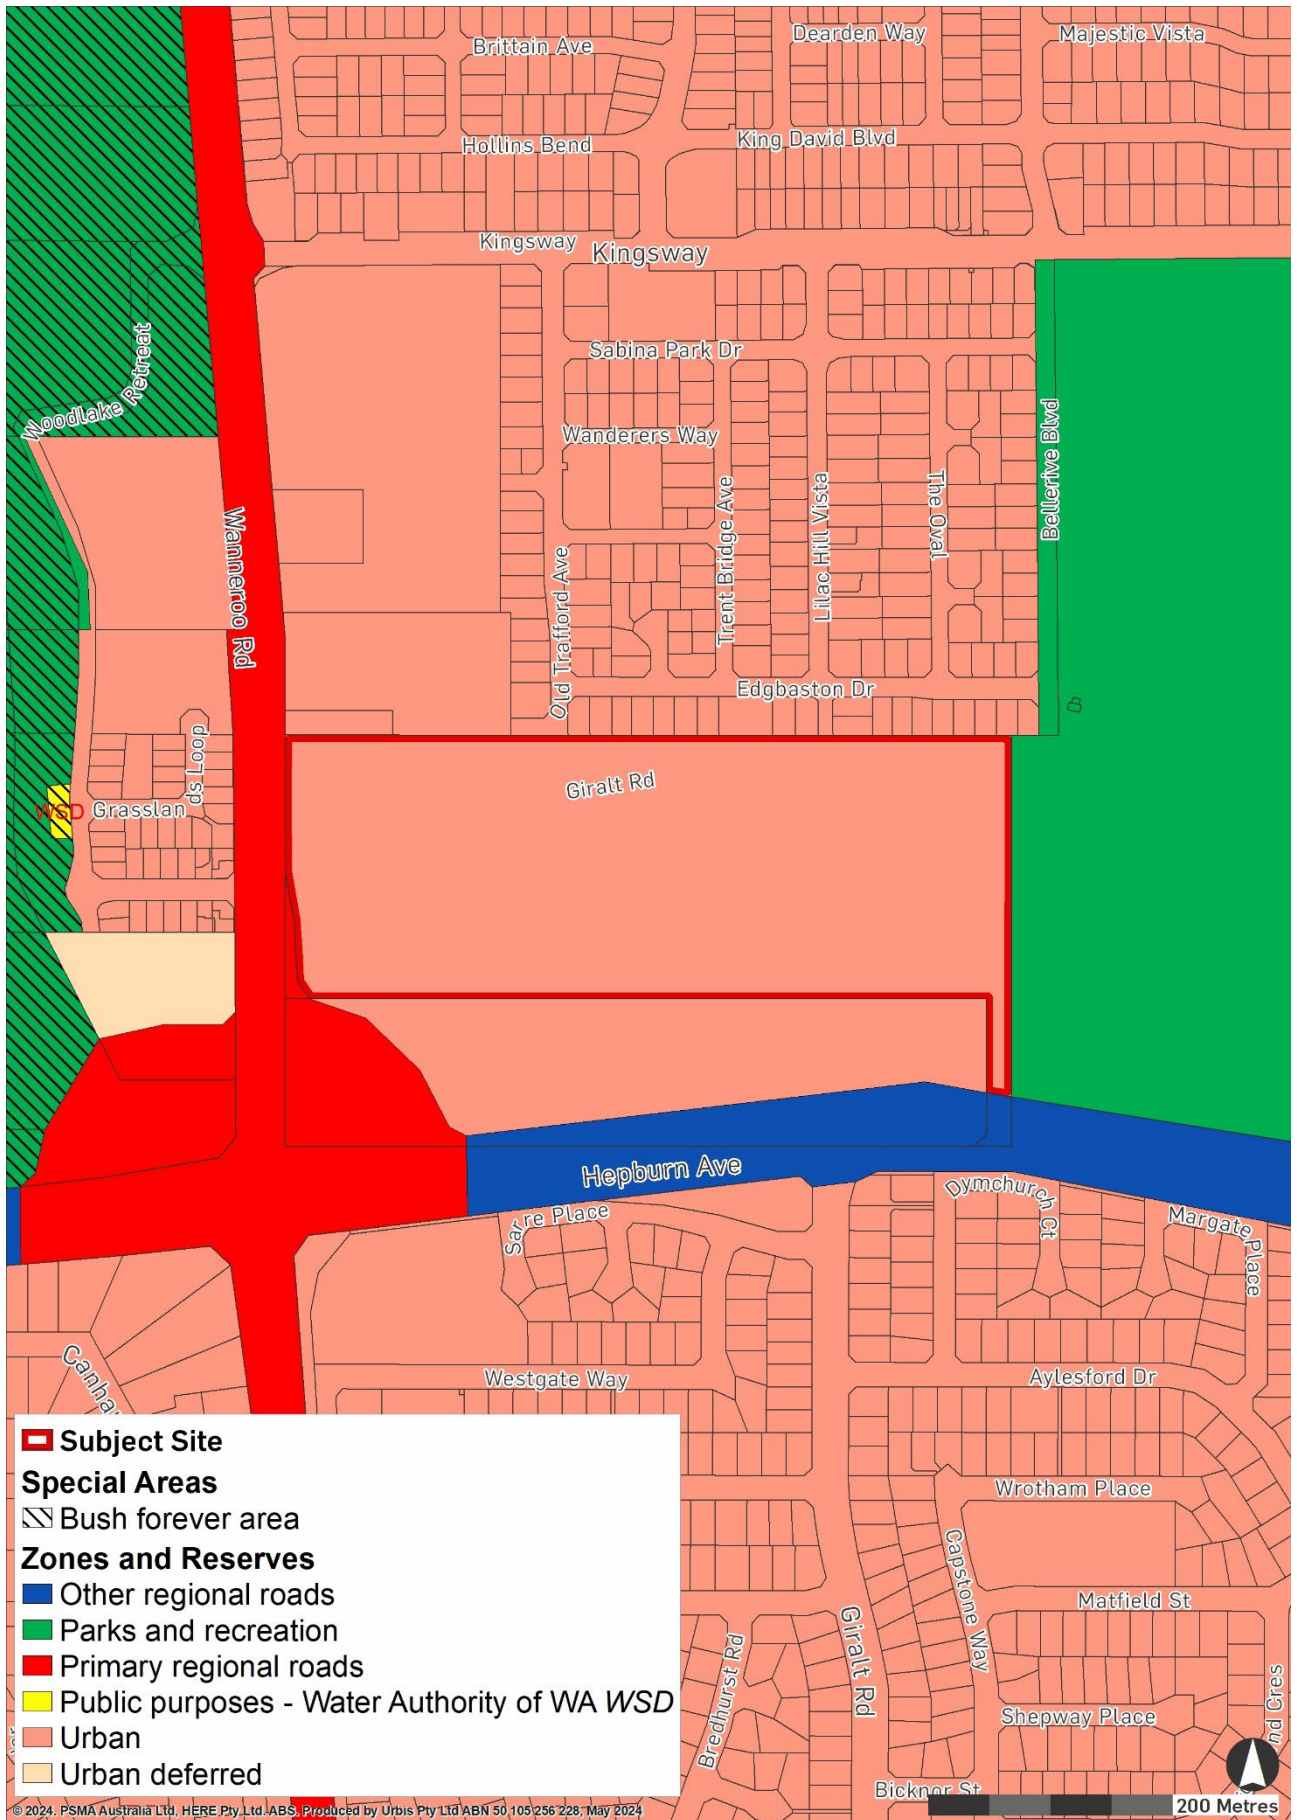 Brittain Ave
Dearden Way
Majestic Vista
Hollins Bend
King David Blvd
Kingsway
Kingsway
Woodlake Retreat
Sabina Park Dr
Wanderers Way
Wanneroo Rd
Old Trafford Ave
Trent Bridge Ave
Lilac Hill Vista
The Oval
Bellerive Blvd
Edgbaston Dr
Giralt Rd
WSD
Grasslan
ds Loop
Hepburn Ave
Sarre Place
Dymchurch Ct
Margate Place
Canha
Westgate Way
Aylesford Dr
Wrotham Place
Capstone Way
Matfield St
Giralt Rd
Bredhurst Rd
Shepway Place
nd Cres
Bicknor St
Subject Site
Special Areas
Bush forever area
Zones and Reserves
Other regional roads
Parks and recreation
Primary regional roads
Public purposes - Water Authority of WA WSD
Urban
Urban deferred
© 2024. PSMA Australia Ltd, HERE Pty Ltd. ABS. Produced by Urbis Pty Ltd ABN 50 105 256 228, May 2024
200 Metres